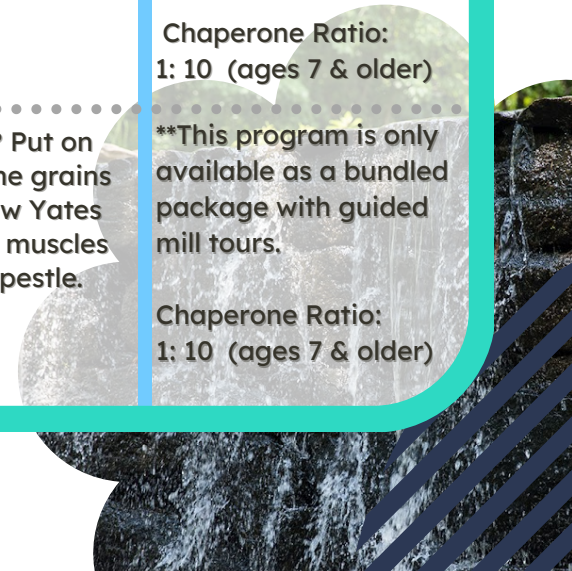 Chaperone Ratio:
1: 10 (ages 7 & older)
? Put on
he grains
w Yates
muscles
pestle.
**This program is only
available as a bundled
package with guided
mill tours.
Chaperone Ratio:
1: 10 (ages 7 & older)